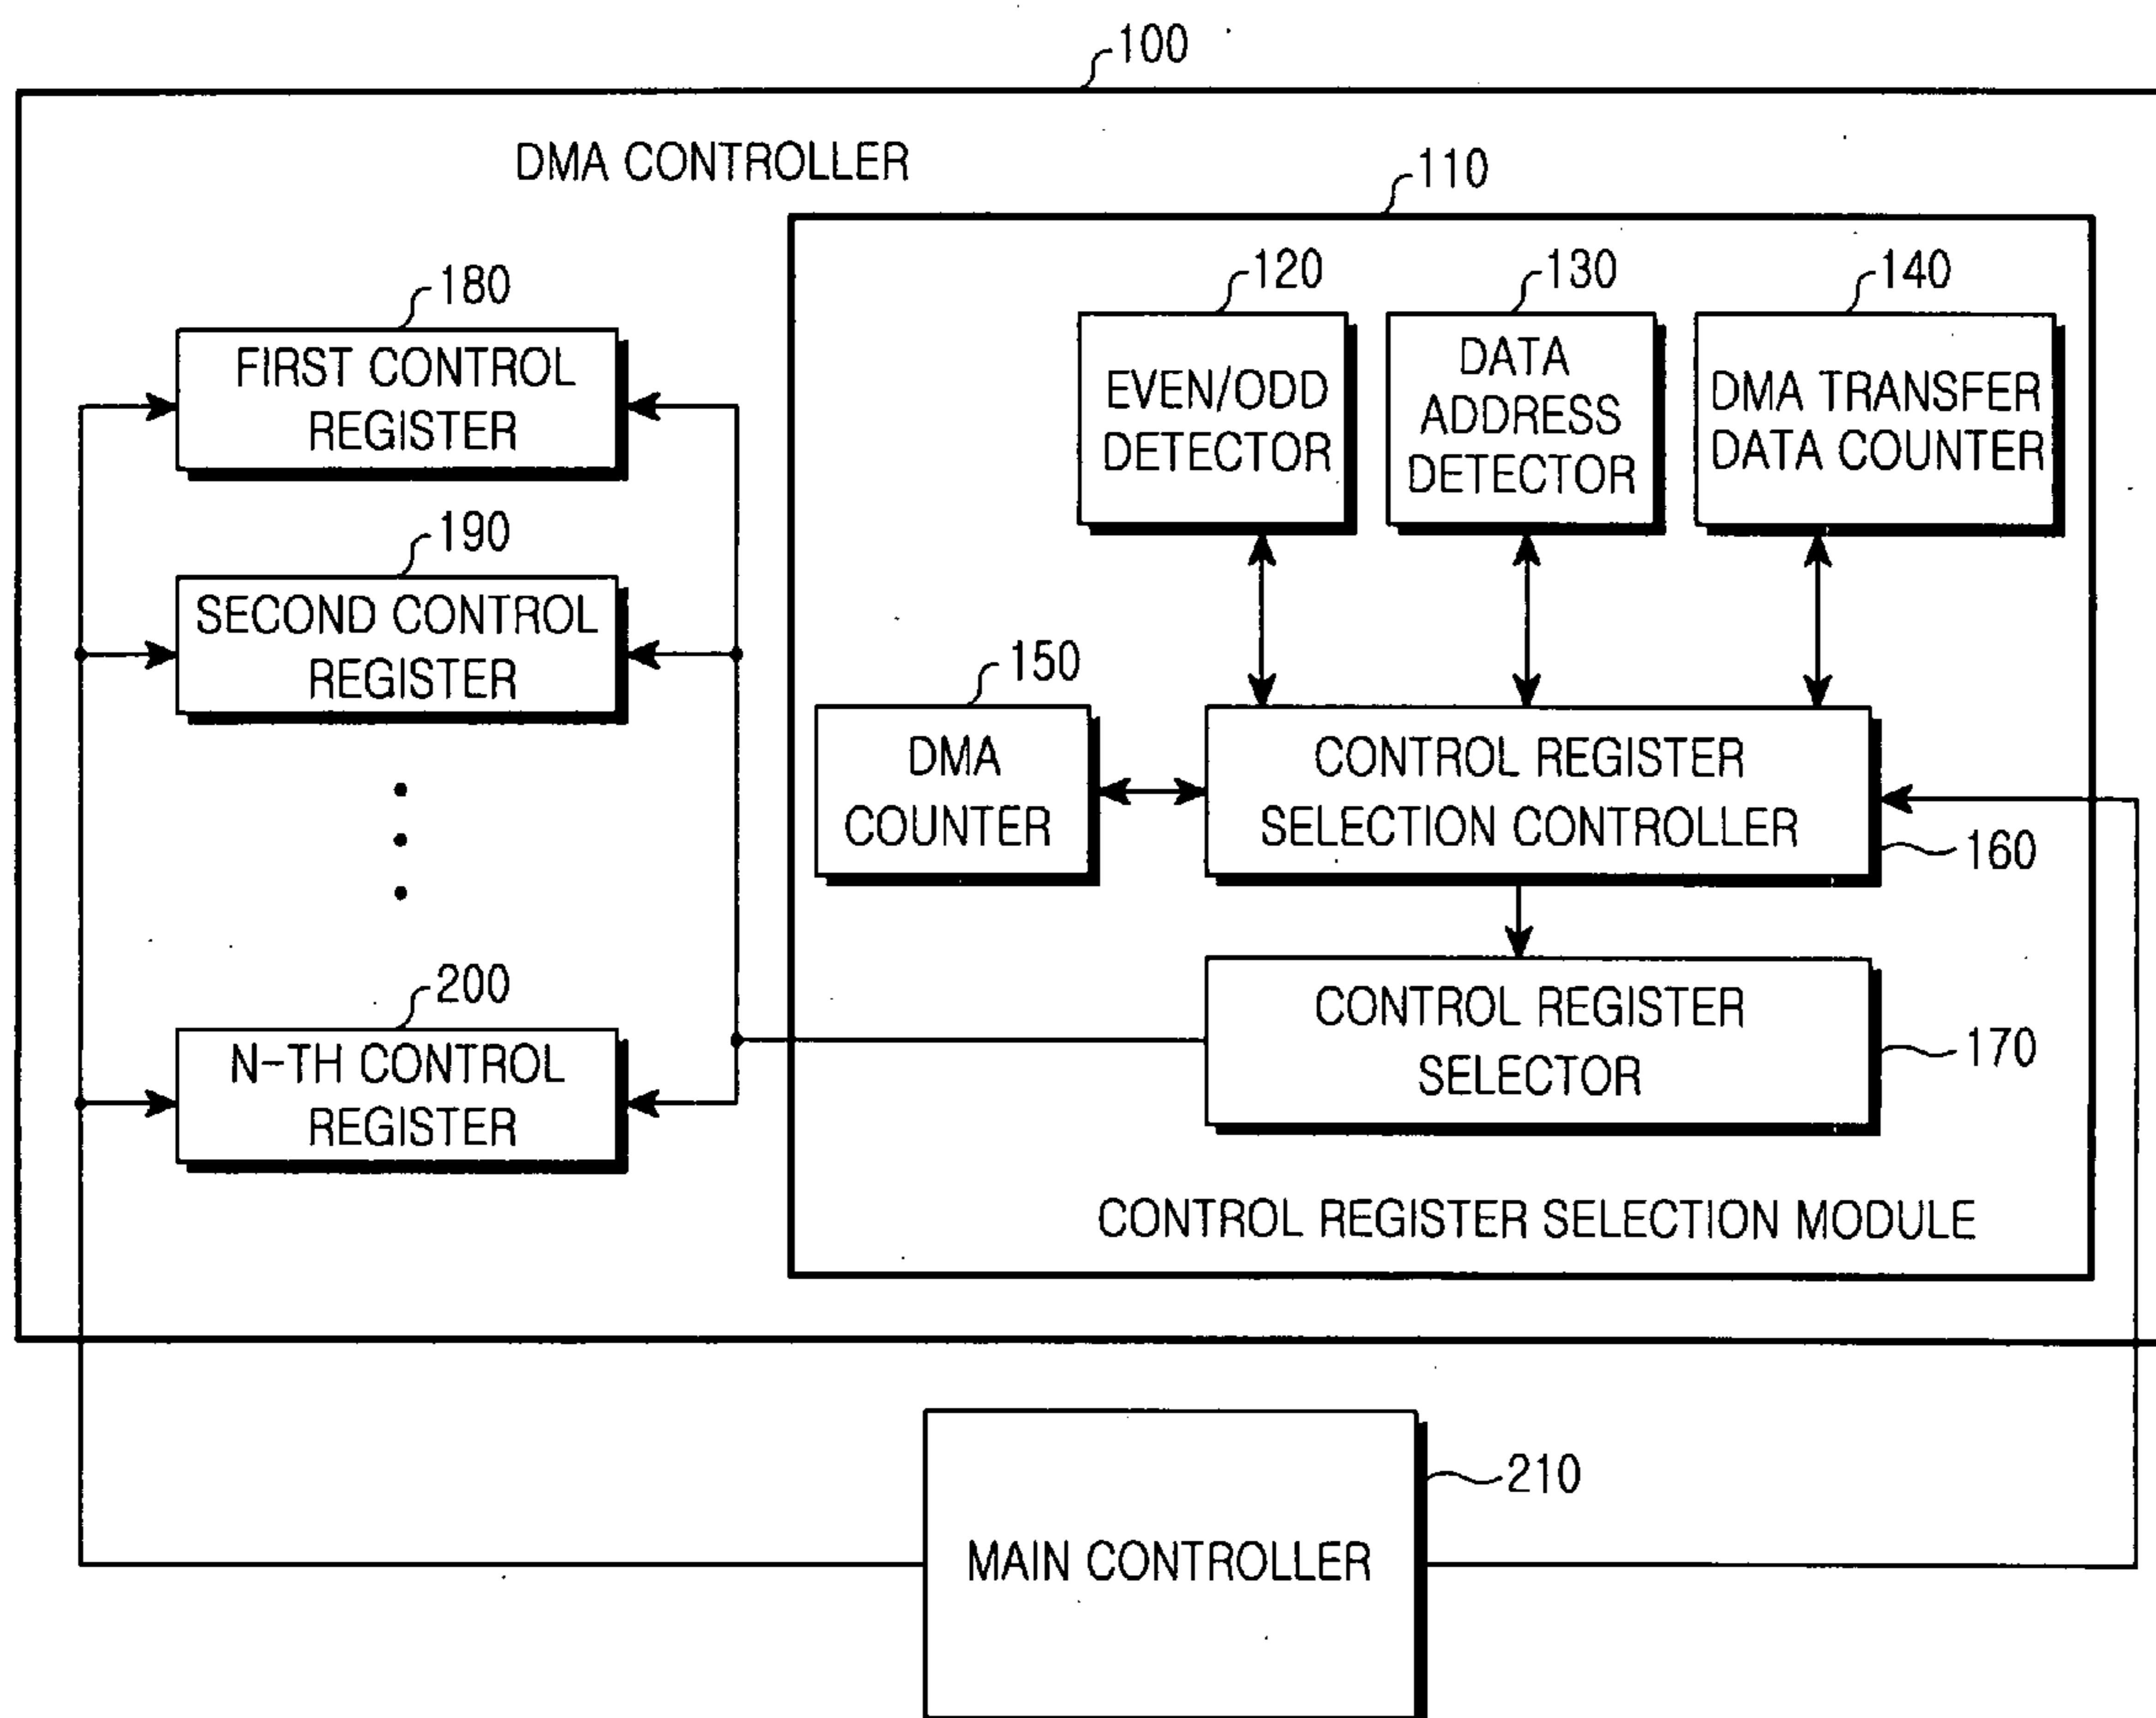 100
DMA CONTROLLER
110
180
FIRST CONTROL
REGISTER
190
SECOND CONTROL
REGISTER
200
N-TH CONTROL
REGISTER
120
EVEN/ODD
DETECTOR
130
DATA
ADDRESS
DETECTOR
140
DMA TRANSFER
DATA COUNTER
150
DMA
COUNTER
CONTROL REGISTER
SELECTION CONTROLLER
160
CONTROL REGISTER
SELECTOR
170
CONTROL REGISTER SELECTION MODULE
210
MAIN CONTROLLER